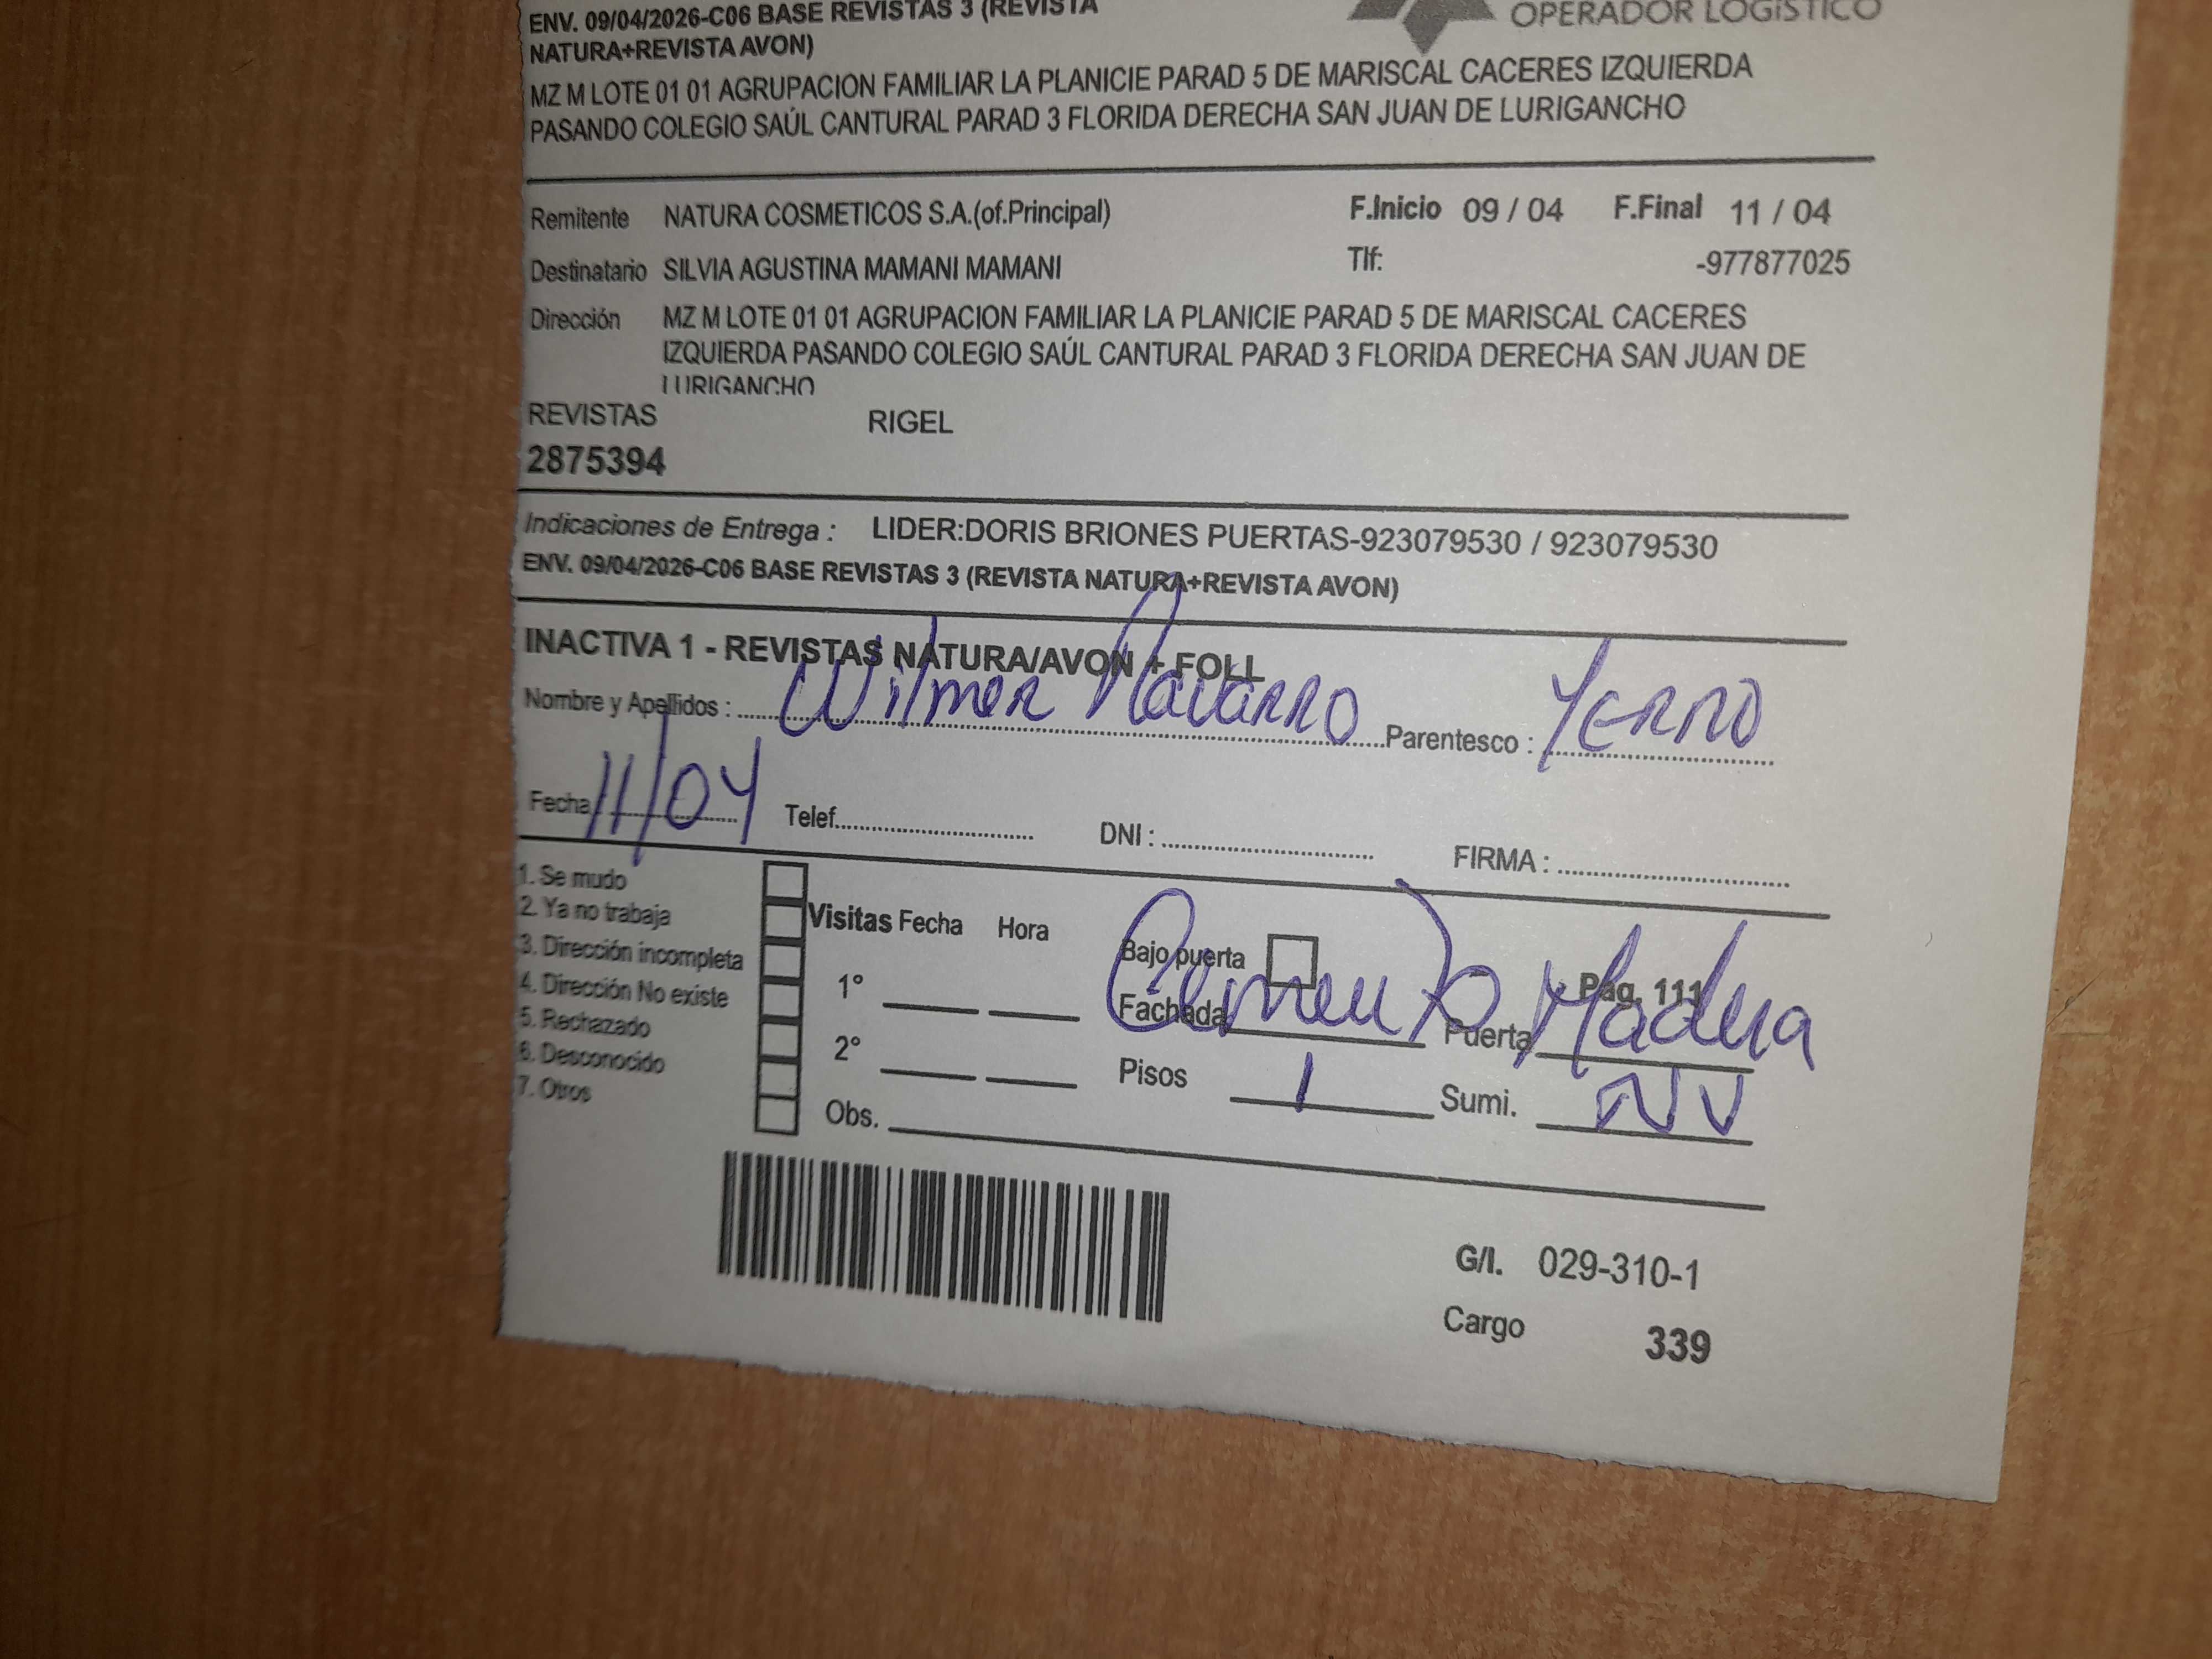 ENV. 09/04/2026-C06 BASE REVISTAS 3 (REVISTA
NATURA+REVISTA AVON)
OPERADOR LOGíSTICO
MZ M LOTE 01 01 AGRUPACION FAMILIAR LA PLANICIE PARAD 5 DE MARISCAL CACERES IZQUIERDA
PASANDO COLEGIO SAÚL CANTURAL PARAD 3 FLORIDA DERECHA SAN JUAN DE LURIGANCHO
Remitente NATURA COSMETICOS S.A.(of.Principal) F.Inicio 09 / 04 F.Final 11 / 04
Destinatario SILVIA AGUSTINA MAMANI MAMANI Tlf: -977877025
Dirección MZ M LOTE 01 01 AGRUPACION FAMILIAR LA PLANICIE PARAD 5 DE MARISCAL CACERES
IZQUIERDA PASANDO COLEGIO SAÚL CANTURAL PARAD 3 FLORIDA DERECHA SAN JUAN DE
LURIGANCHO
REVISTAS RIGEL
2875394
Indicaciones de Entrega : LIDER:DORIS BRIONES PUERTAS-923079530 / 923079530
ENV. 09/04/2026-C06 BASE REVISTAS 3 (REVISTA NATURA+REVISTA AVON)
INACTIVA 1 - REVISTAS NATURA/AVON + FOLL
Nombre y Apellidos : Wilmer Navarro Parentesco : Yerno
Fecha 11/04 Telef. DNI : FIRMA :
1. Se mudo
2. Ya no trabaja
3. Dirección incompleta
4. Dirección No existe
5. Rechazado
6. Desconocido
7. Otros
Visitas Fecha Hora
1°
2°
Obs.
Bajo puerta Pág. 111
Fachada Cemento Puerta Madera
Pisos 1 Sumi. NV
G/I. 029-310-1
Cargo 339